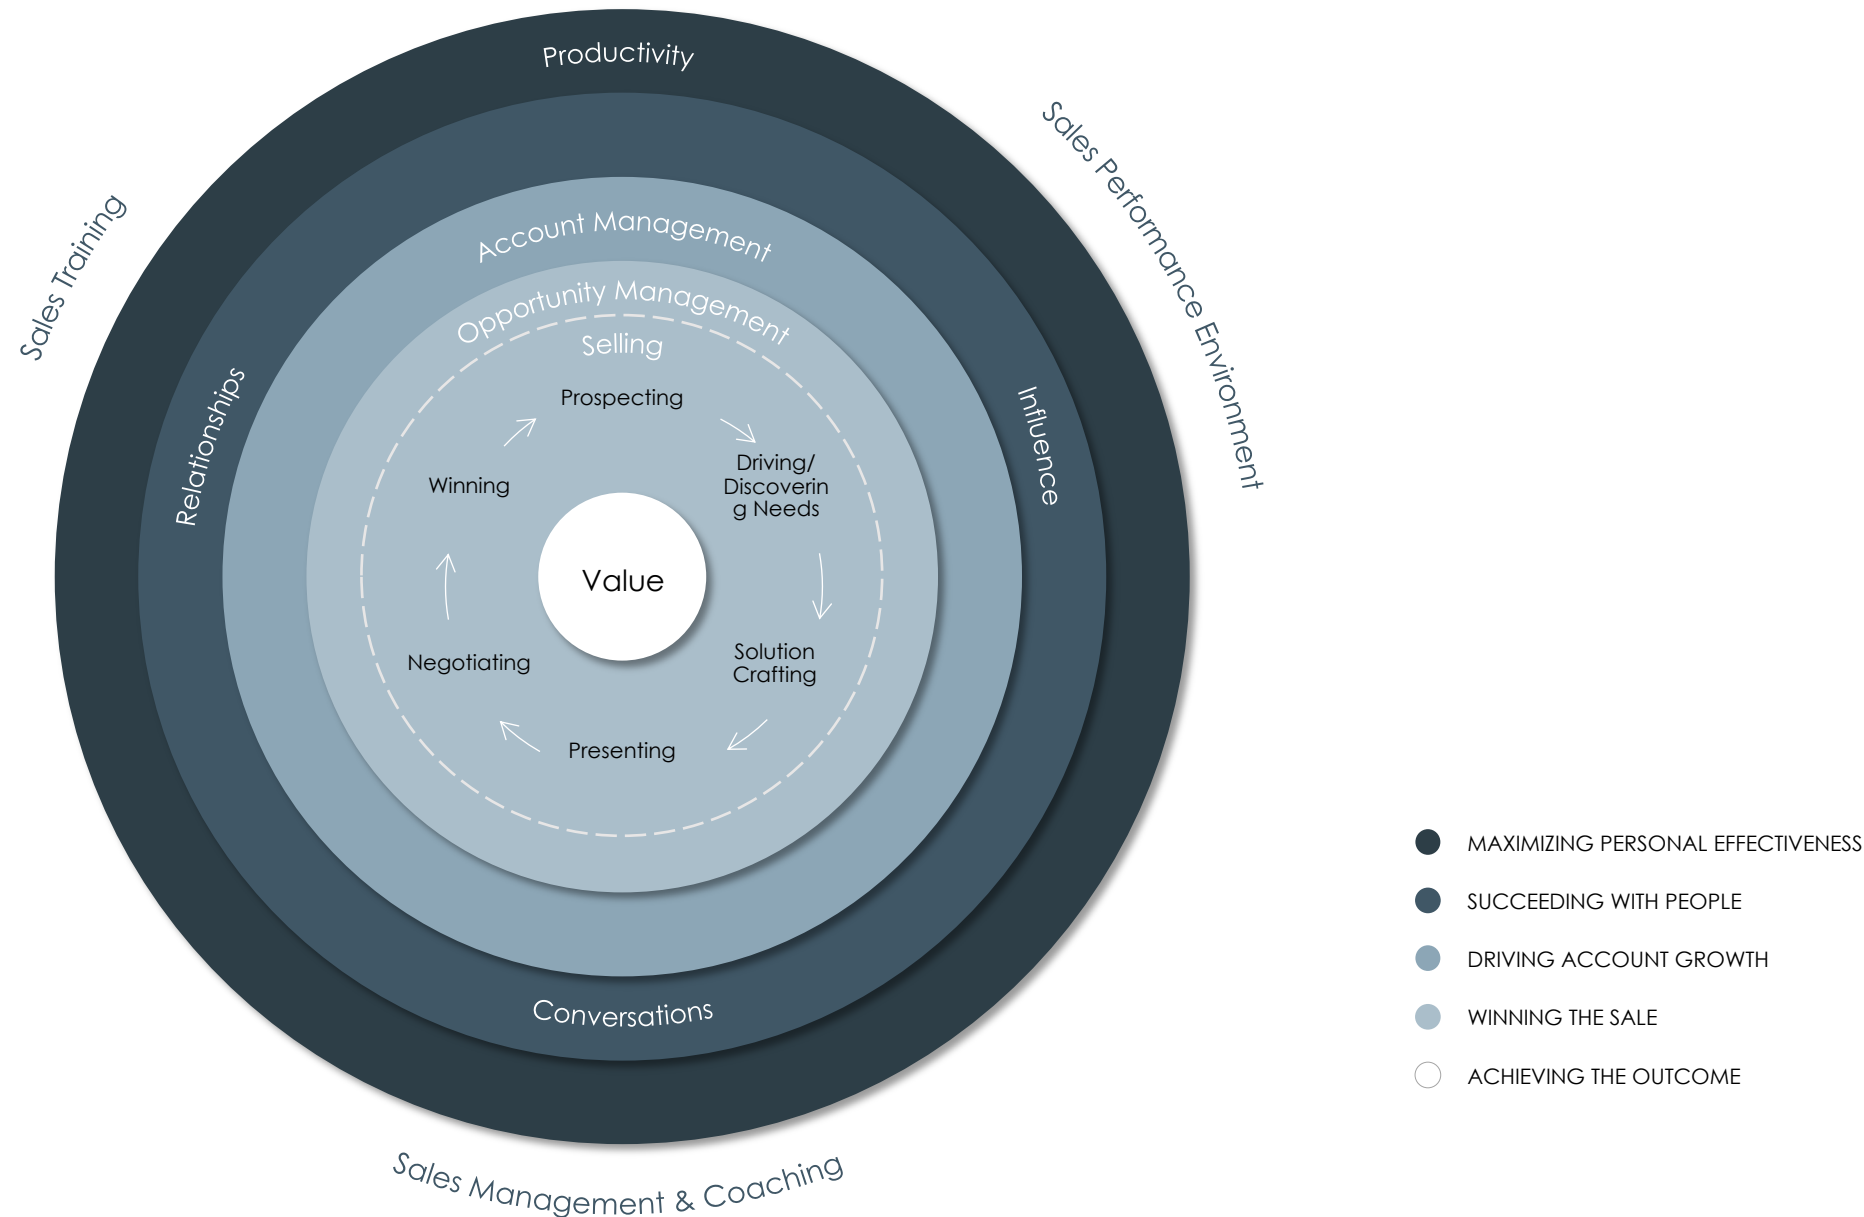 Productivity
Sales Performance Environment
Sales Training
Account Management
Opportunity Management
Selling
Relationships
Influence
Prospecting
Driving/
Discoverin
g Needs
Winning
Value
Solution
Crafting
Negotiating
Presenting
Conversations
Sales Management & Coaching
MAXIMIZING PERSONAL EFFECTIVENESS
SUCCEEDING WITH PEOPLE
DRIVING ACCOUNT GROWTH
WINNING THE SALE
ACHIEVING THE OUTCOME